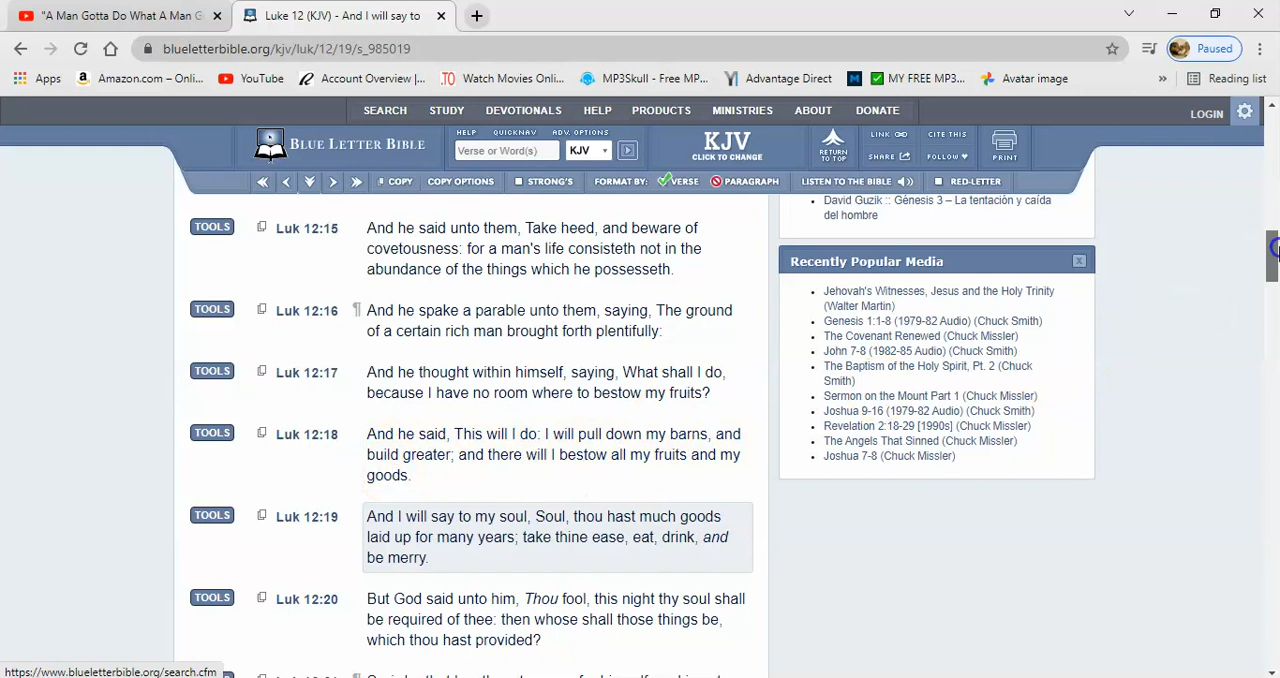 "A Man Gotta Do What A Man G
Luke 12 (KJV) - And I will say to
blueletterbible.org/kjv/luk/12/19/s_985019
Paused
Apps
Amazon.com – Onli...
YouTube
Account Overview |...
Watch Movies Onli...
MP3Skull - Free MP...
Advantage Direct
MY FREE MP3...
Avatar image
»
Reading list
SEARCH STUDY DEVOTIONALS HELP PRODUCTS MINISTRIES ABOUT DONATE
LOGIN
BLUE LETTER BIBLE
HELP QUICKNAV ADV. OPTIONS
Verse or Word(s)
KJV
KJV
CLICK TO CHANGE
RETURN
TO TOP
LINK
CITE THIS
SHARE
FOLLOW
PRINT
COPY COPY OPTIONS STRONG'S FORMAT BY: VERSE PARAGRAPH LISTEN TO THE BIBLE RED-LETTER
TOOLS Luk 12:15 And he said unto them, Take heed, and beware of
covetousness: for a man's life consisteth not in the
abundance of the things which he possesseth.
TOOLS Luk 12:16 ¶ And he spake a parable unto them, saying, The ground
of a certain rich man brought forth plentifully:
TOOLS Luk 12:17 And he thought within himself, saying, What shall I do,
because I have no room where to bestow my fruits?
TOOLS Luk 12:18 And he said, This will I do: I will pull down my barns, and
build greater; and there will I bestow all my fruits and my
goods.
TOOLS Luk 12:19 And I will say to my soul, Soul, thou hast much goods
laid up for many years; take thine ease, eat, drink, and
be merry.
TOOLS Luk 12:20 But God said unto him, Thou fool, this night thy soul shall
be required of thee: then whose shall those things be,
which thou hast provided?
David Guzik :: Génesis 3 – La tentación y caída
del hombre
Recently Popular Media
Jehovah's Witnesses, Jesus and the Holy Trinity
(Walter Martin)
Genesis 1:1-8 (1979-82 Audio) (Chuck Smith)
The Covenant Renewed (Chuck Missler)
John 7-8 (1982-85 Audio) (Chuck Smith)
The Baptism of the Holy Spirit, Pt. 2 (Chuck
Smith)
Sermon on the Mount Part 1 (Chuck Missler)
Joshua 9-16 (1979-82 Audio) (Chuck Smith)
Revelation 2:18-29 [1990s] (Chuck Missler)
The Angels That Sinned (Chuck Missler)
Joshua 7-8 (Chuck Missler)
https://www.blueletterbible.org/search.cfm